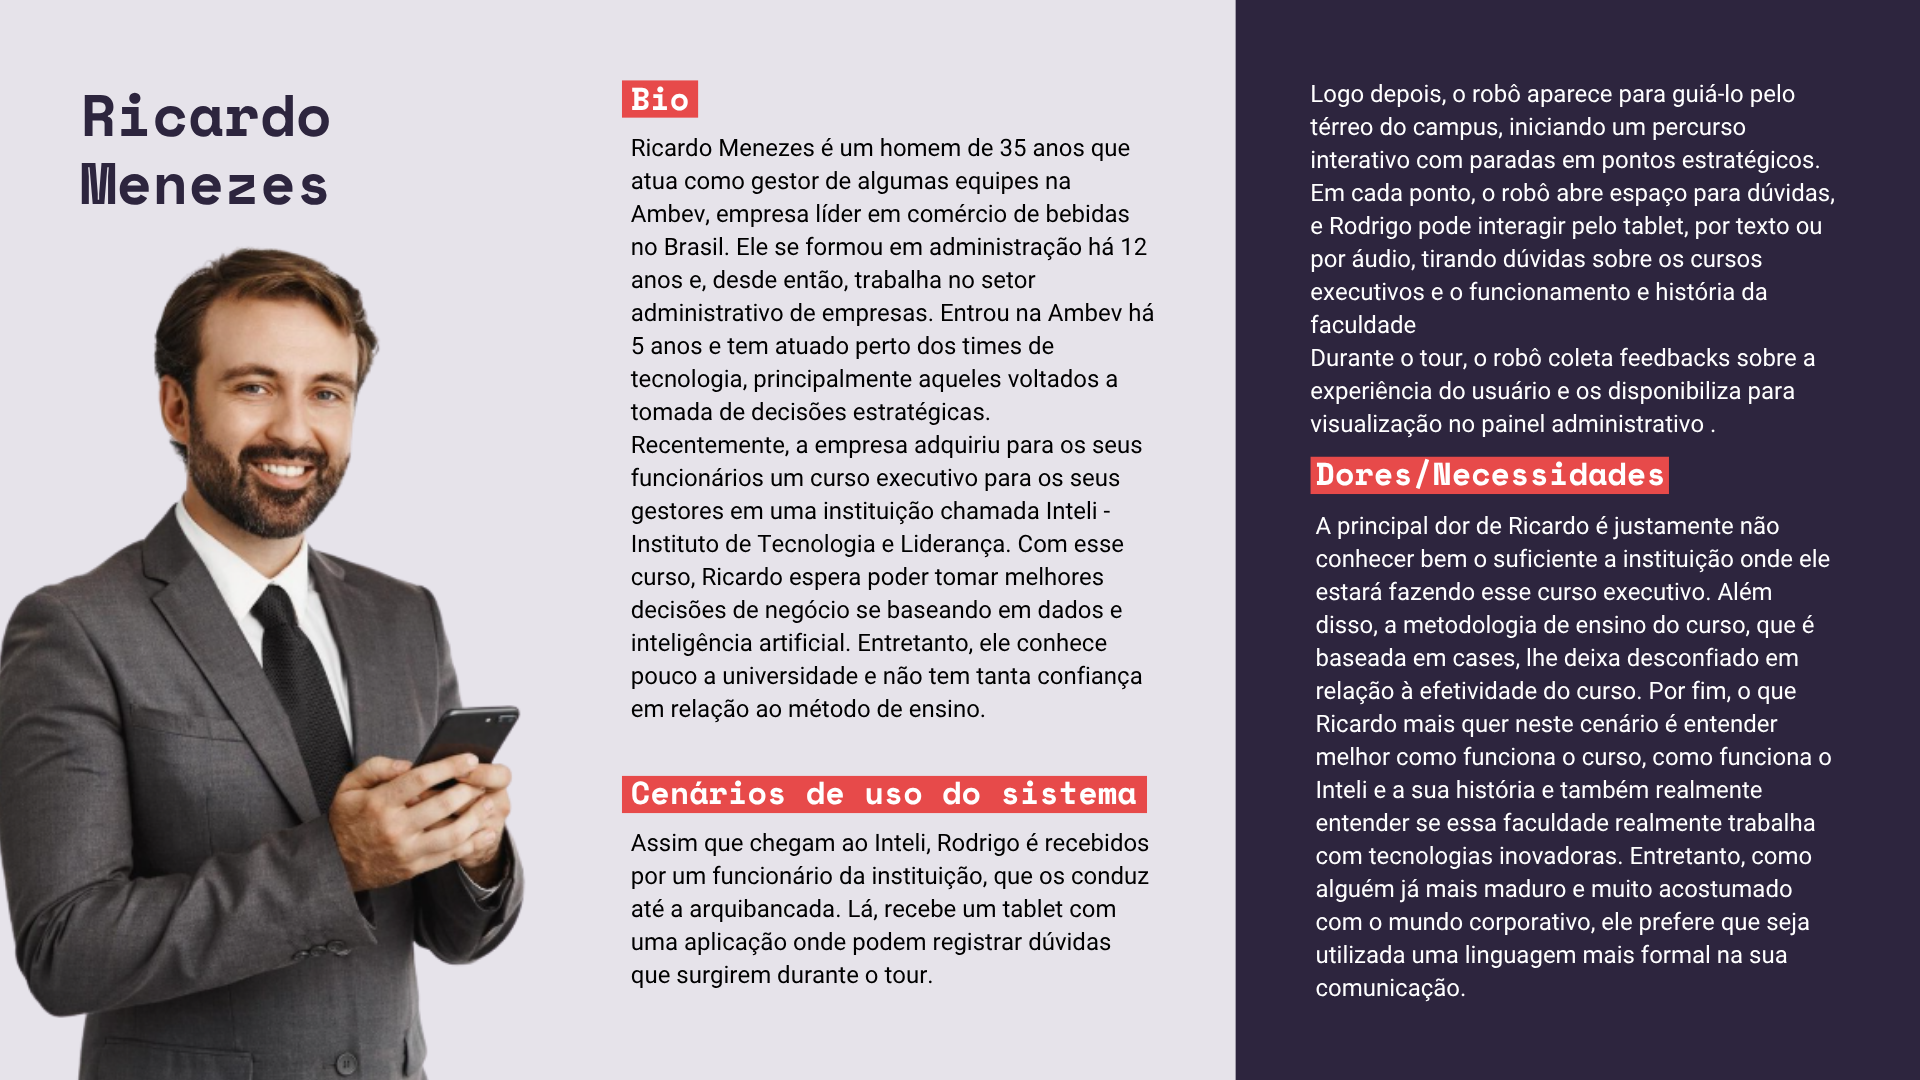 Ricardo
Menezes
Bio
Ricardo Menezes é um homem de 35 anos que
atua como gestor de algumas equipes na
Ambev, empresa líder em comércio de bebidas
no Brasil. Ele se formou em administração há 12
anos e, desde então, trabalha no setor
administrativo de empresas. Entrou na Ambev há
5 anos e tem atuado perto dos times de
tecnologia, principalmente aqueles voltados a
tomada de decisões estratégicas.
Recentemente, a empresa adquiriu para os seus
funcionários um curso executivo para os seus
gestores em uma instituição chamada Inteli -
Instituto de Tecnologia e Liderança. Com esse
curso, Ricardo espera poder tomar melhores
decisões de negócio se baseando em dados e
inteligência artificial. Entretanto, ele conhece
pouco a universidade e não tem tanta confiança
em relação ao método de ensino.
Cenários de uso do sistema
Assim que chegam ao Inteli, Rodrigo é recebidos
por um funcionário da instituição, que os conduz
até a arquibancada. Lá, recebe um tablet com
uma aplicação onde podem registrar dúvidas
que surgirem durante o tour.
Logo depois, o robô aparece para guiá-lo pelo
térreo do campus, iniciando um percurso
interativo com paradas em pontos estratégicos.
Em cada ponto, o robô abre espaço para dúvidas,
e Rodrigo pode interagir pelo tablet, por texto ou
por áudio, tirando dúvidas sobre os cursos
executivos e o funcionamento e história da
faculdade
Durante o tour, o robô coleta feedbacks sobre a
experiência do usuário e os disponibiliza para
visualização no painel administrativo .
Dores/Necessidades
A principal dor de Ricardo é justamente não
conhecer bem o suficiente a instituição onde ele
estará fazendo esse curso executivo. Além
disso, a metodologia de ensino do curso, que é
baseada em cases, lhe deixa desconfiado em
relação à efetividade do curso. Por fim, o que
Ricardo mais quer neste cenário é entender
melhor como funciona o curso, como funciona o
Inteli e a sua história e também realmente
entender se essa faculdade realmente trabalha
com tecnologias inovadoras. Entretanto, como
alguém já mais maduro e muito acostumado
com o mundo corporativo, ele prefere que seja
utilizada uma linguagem mais formal na sua
comunicação.